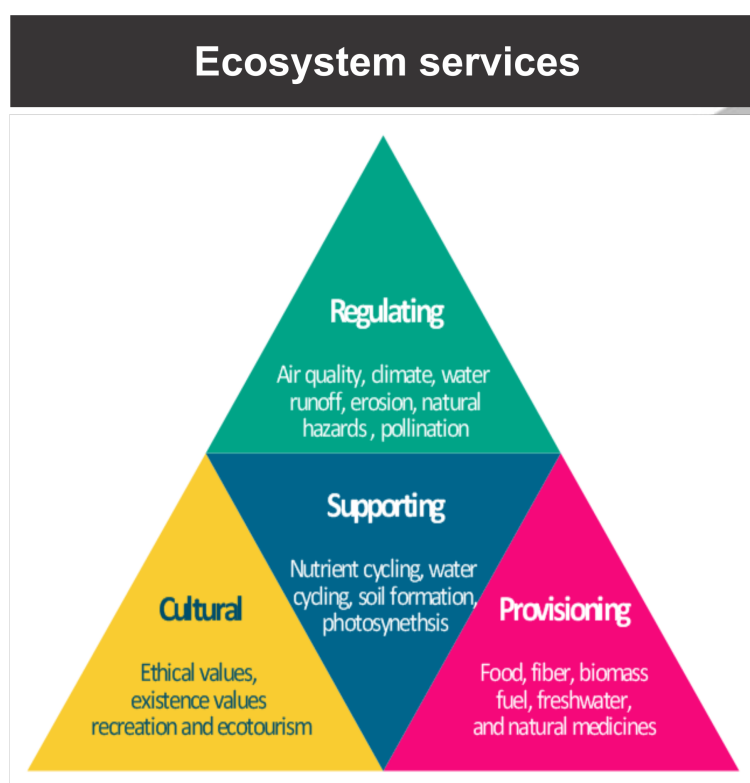 Ecosystem services
Regulating
Air quality, climate, water
runoff, erosion, natural
hazards , pollination
Supporting
Nutrient cycling, water
cycling, soil formation,
photosynethsis
Cultural
Ethical values,
existence values
recreation and ecotourism
Provisioning
Food, fiber, biomass
fuel, freshwater,
and natural medicines